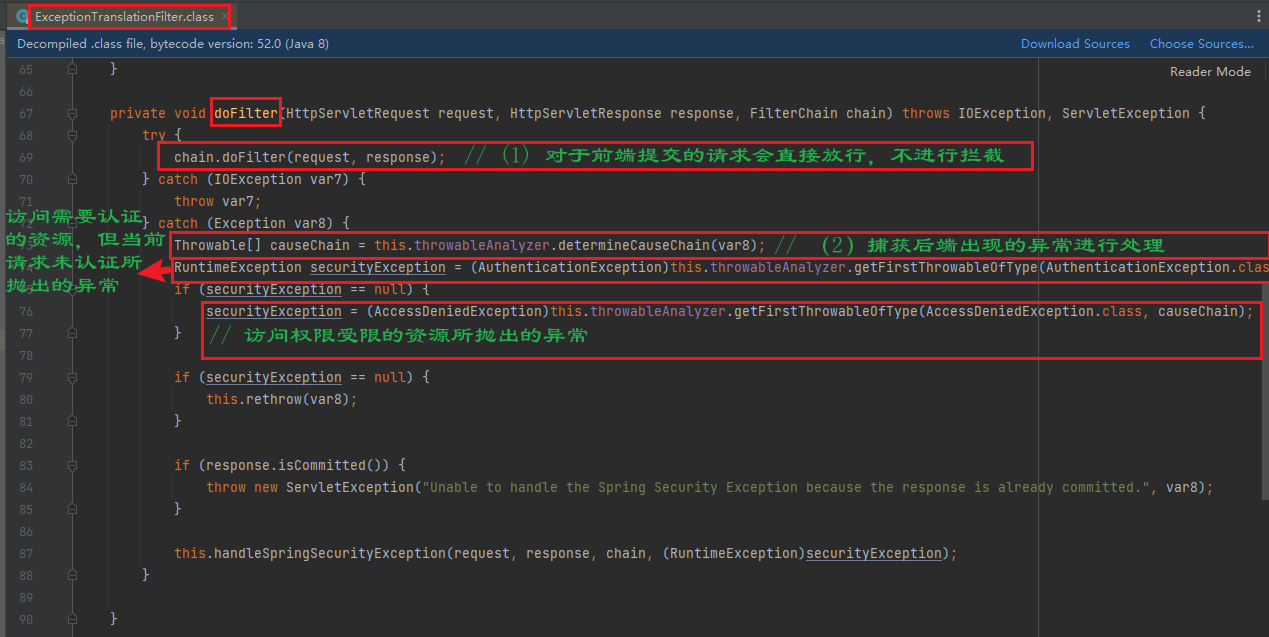 ExceptionTranslationFilter.class
Decompiled .class file, bytecode version: 52.0 (Java 8)
Download Sources
Choose Sources...
Reader Mode
65 }
66
67 private void doFilter(HttpServletRequest request, HttpServletResponse response, FilterChain chain) throws IOException, ServletException {
68 try {
69 chain.doFilter(request, response); // (1) 对于前端提交的请求会直接放行，不进行拦截
70 } catch (IOException var7) {
71 throw var7;
72 } catch (Exception var8) {
Throwable[] causeChain = this.throwableAnalyzer.determineCauseChain(var8); // (2) 捕获后端出现的异常进行处理
RuntimeException securityException = (AuthenticationException)this.throwableAnalyzer.getFirstThrowableOfType(AuthenticationException.clas
访问需要认证
的资源，但当前
请求未认证所
抛出的异常
if (securityException == null) {
76 securityException = (AccessDeniedException)this.throwableAnalyzer.getFirstThrowableOfType(AccessDeniedException.class, causeChain);
77 } // 访问权限受限的资源所抛出的异常
78
79 if (securityException == null) {
80 this.rethrow(var8);
81 }
82
83 if (response.isCommitted()) {
84 throw new ServletException("Unable to handle the Spring Security Exception because the response is already committed.", var8);
85 }
86
87 this.handleSpringSecurityException(request, response, chain, (RuntimeException)securityException);
88 }
89
90 }